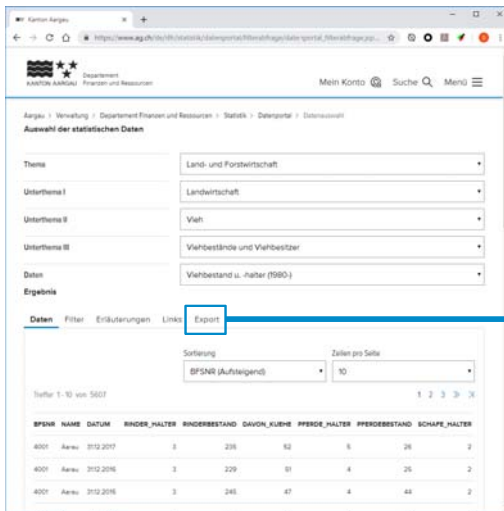 Kanton Aargau
https://www.ag.ch/de/dfr/statistik/datenportal/filterabfrage/
KANTON AARGAU
Departement
Finanzen und Ressourcen
Mein Konto Suche Menü
Aargau > Verwaltung > Departement Finanzen und Ressourcen > Statistik > Datenportal > Datenauswahl
Auswahl der statistischen Daten
Thema Land- und Forstwirtschaft
Unterthema I Landwirtschaft
Unterthema II Vieh
Unterthema III Viehbestände und Viehbesitzer
Daten Viehbestand u. -halter (1980-)
Ergebnis
Daten Filter Erläuterungen Links Export
Sortierung Zeilen pro Seite
BFSNR (Aufsteigend) 10
Treffer 1-10 von 5607 1 2 3
BFSNR NAME DATUM RINDER_HALTER RINDERBESTAND DAVON_KUEHE PFERDE_HALTER PFERDEBESTAND SCHAFE_HALTER
4001 Aarau 31.12.2017 3 235 52 5 26 2
4001 Aarau 31.12.2016 3 229 51 4 25 2
4001 Aarau 31.12.2015 3 245 47 4 44 2